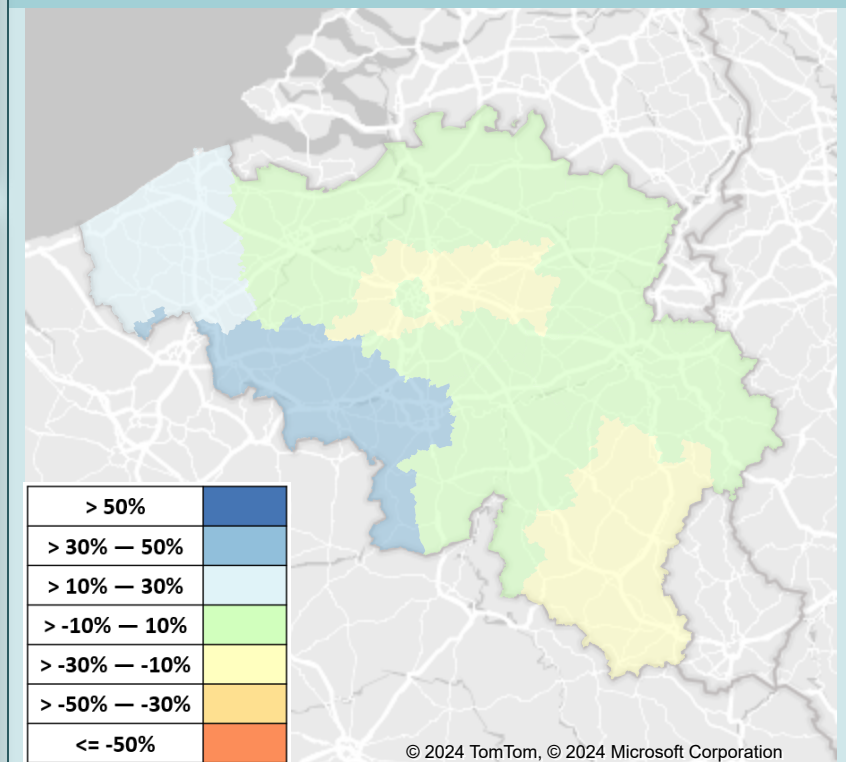 > 50%
> 30% — 50%
> 10% — 30%
> -10% — 10%
> -30% — -10%
> -50% — -30%
<= -50%
© 2024 TomTom, © 2024 Microsoft Corporation